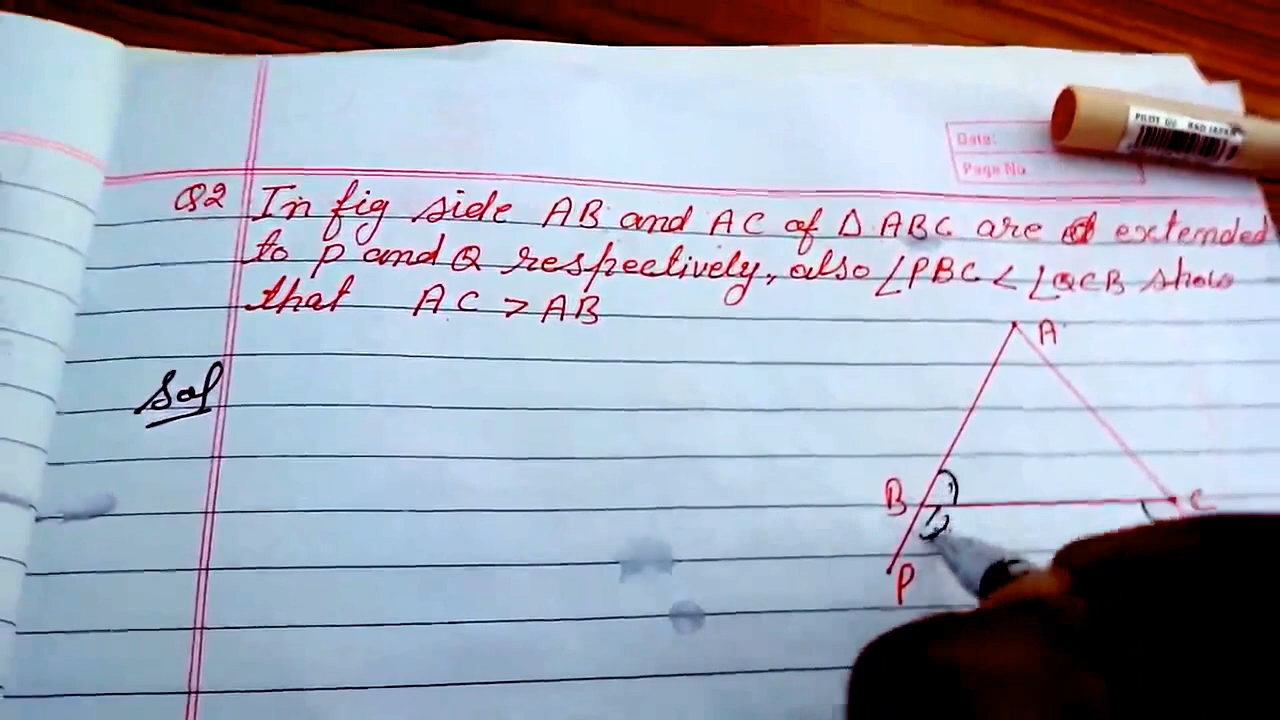 Date:
Page No
Q2 In fig side AB and AC of Δ ABC are extended
to P and Q respectively, also ∠PBC < ∠QCB show
that AC > AB
Sol
A
B
C
P